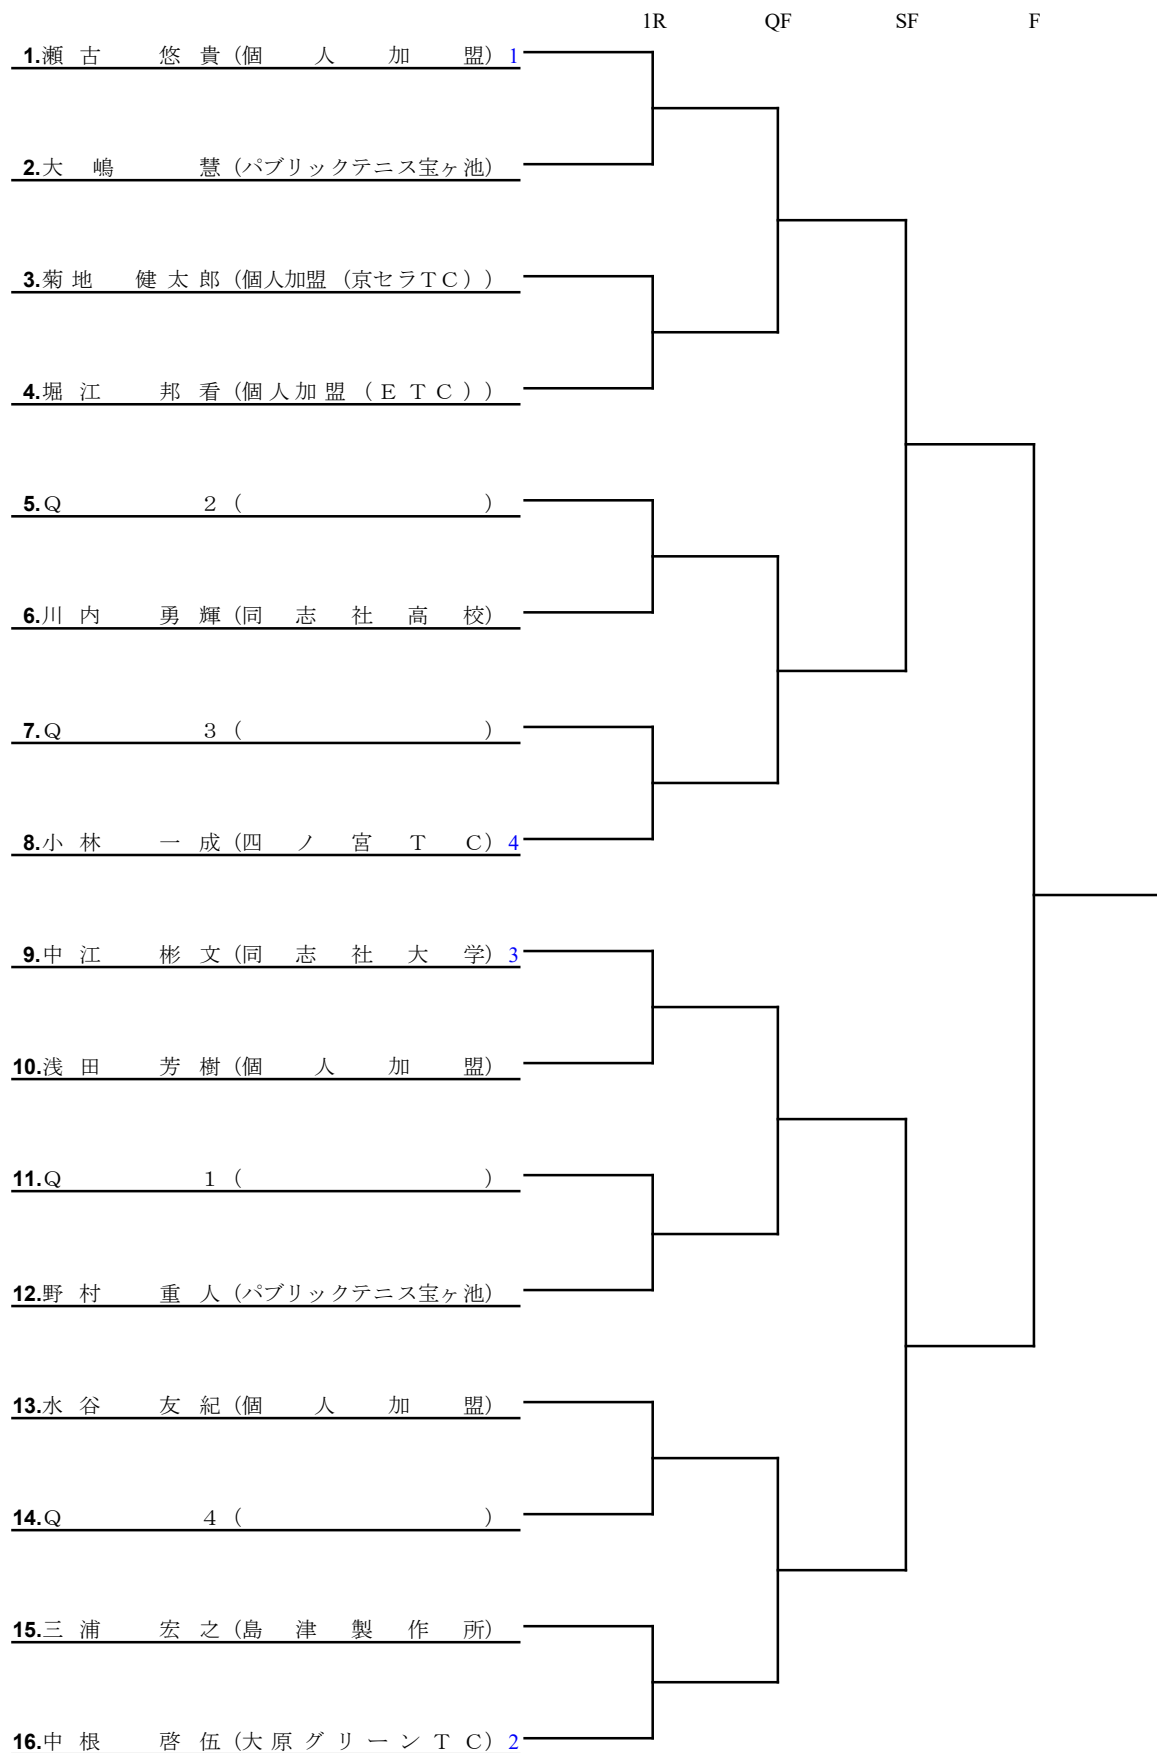 1R QF SF F
1.瀬古 悠貴(個人加盟) 1
2.大嶋 慧(パブリックテニス宝ヶ池)
3.菊地 健太郎(個人加盟(京セラTC))
4.堀江 邦看(個人加盟(ETC))
5.Q 2( )
6.川内 勇輝(同志社高校)
7.Q 3( )
8.小林 一成(四ノ宮TC) 4
9.中江 彬文(同志社大学) 3
10.浅田 芳樹(個人加盟)
11.Q 1( )
12.野村 重人(パブリックテニス宝ヶ池)
13.水谷 友紀(個人加盟)
14.Q 4( )
15.三浦 宏之(島津製作所)
16.中根 啓伍(大原グリーンTC) 2